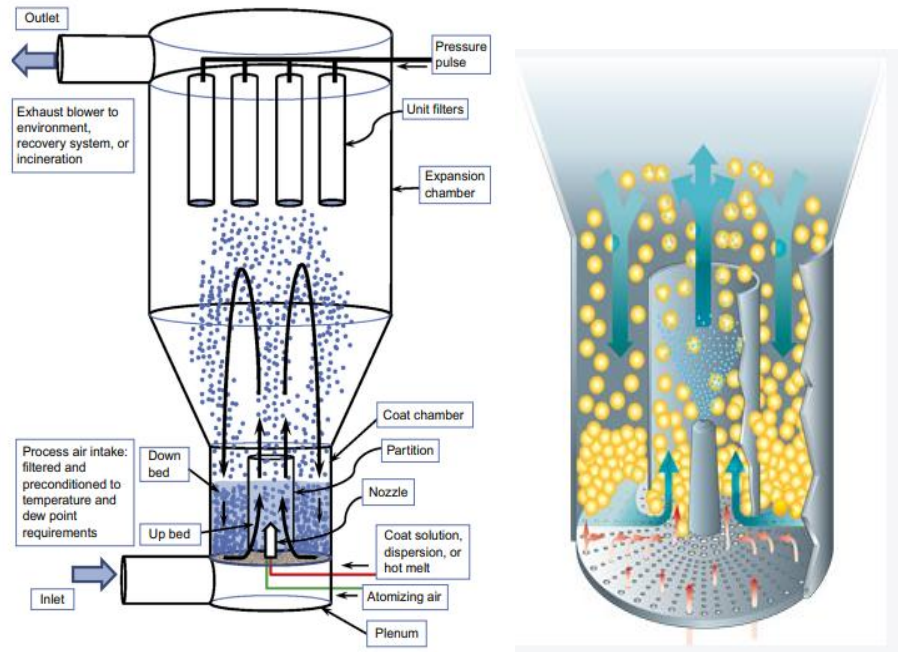 Outlet
Pressure
pulse
Exhaust blower to
environment,
recovery system, or
incineration
Unit filters
Expansion
chamber
Coat chamber
Process air intake:
filtered and
preconditioned to
temperature and
dew point
requirements
Down
bed
Partition
Nozzle
Up bed
Coat solution,
dispersion, or
hot melt
Inlet
Atomizing air
Plenum